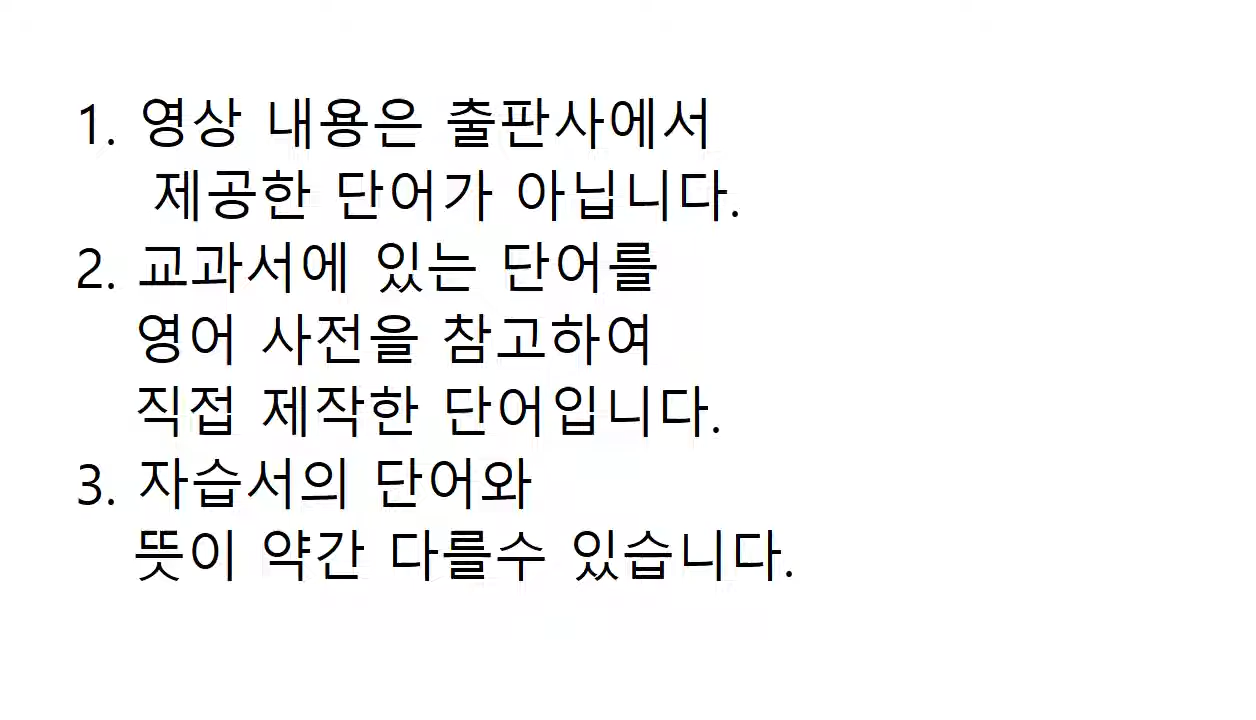 1. 영상 내용은 출판사에서
제공한 단어가 아닙니다.
2. 교과서에 있는 단어를
영어 사전을 참고하여
직접 제작한 단어입니다.
3. 자습서의 단어와
뜻이 약간 다를수 있습니다.